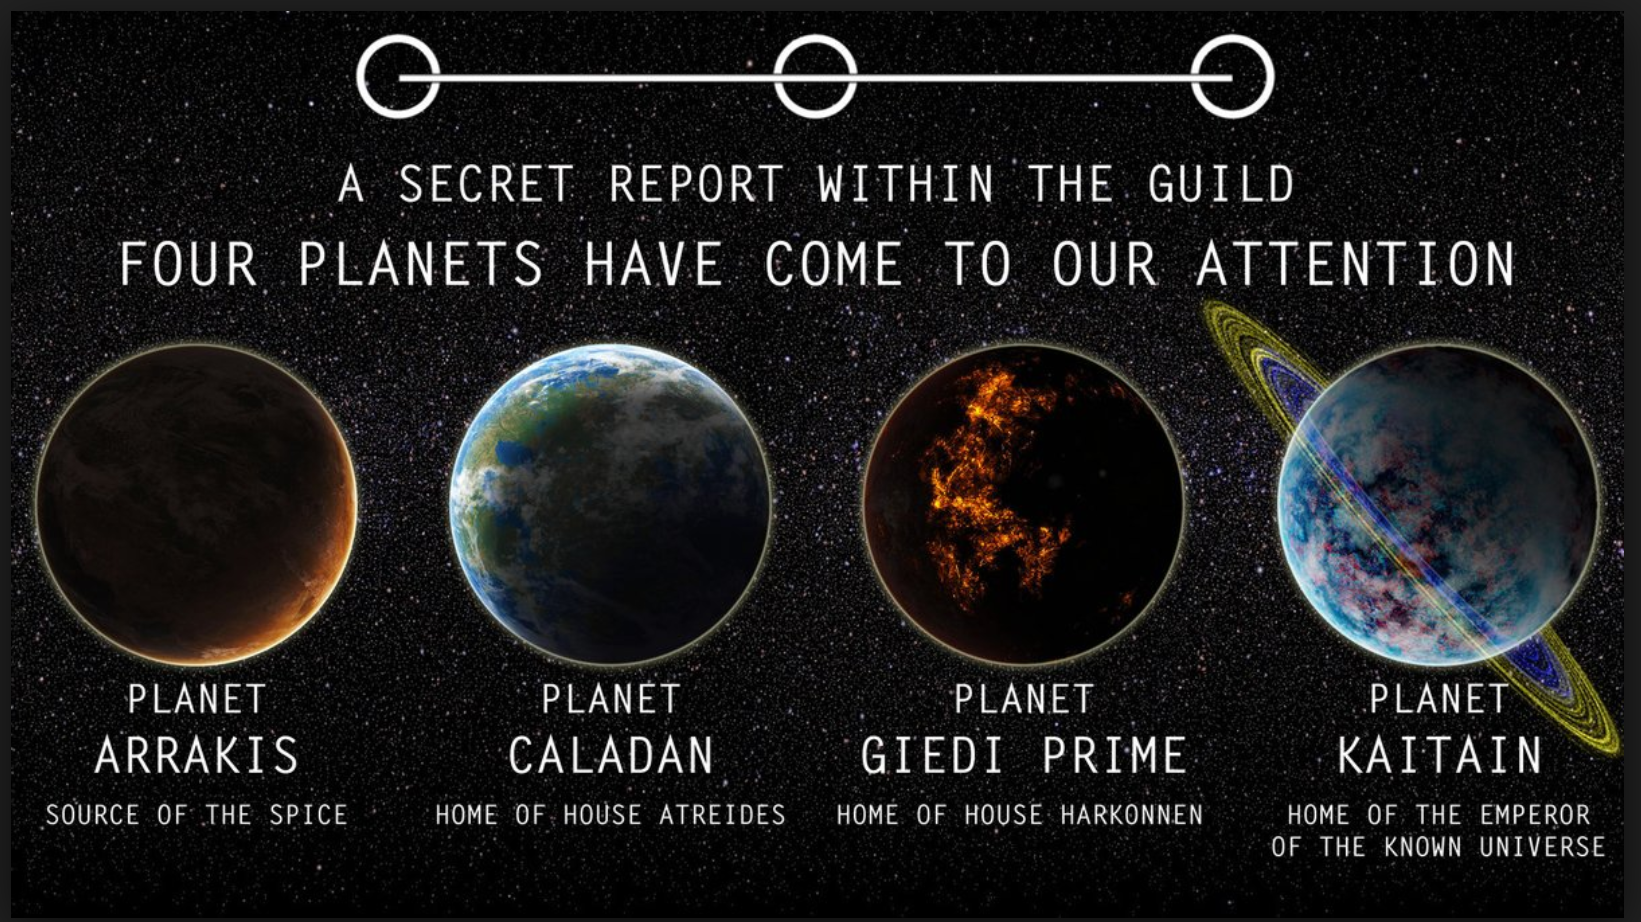 A SECRET REPORT WITHIN THE GUILD
FOUR PLANETS HAVE COME TO OUR ATTENTION
PLANET
ARRAKIS
SOURCE OF THE SPICE
PLANET
CALADAN
HOME OF HOUSE ATREIDES
PLANET
GIEDI PRIME
HOME OF HOUSE HARKONNEN
PLANET
KAITAIN
HOME OF THE EMPEROR
OF THE KNOWN UNIVERSE